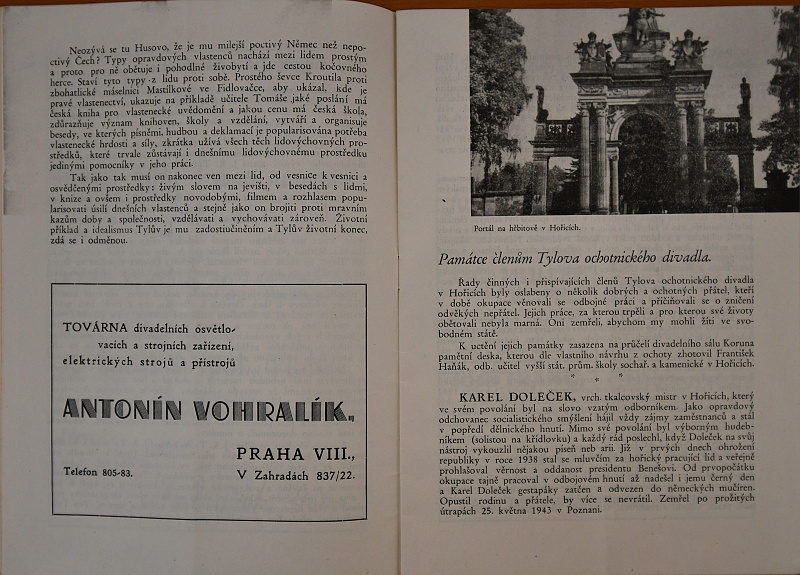 Neozývá se tu Husovo, že je mu milejší poctivý Němec než nepo-
ctivý Čech? Typy opravdových vlastenců nachází mezi lidem prostým
a proto pro ně obětuje i pohodlné živobytí a jde cestou kočovného
herce. Staví tyto typy z lidu proti sobě. Prostého ševce Kroutila proti
zbohatlické máselnici Mastílkové ve Fidlovačce, aby ukázal, kde je
pravé vlastenectví, ukazuje na příkladě učitele Tomáše jaké poslání má
česká kniha pro vlastenecké uvědomění a jakou cenu má česká škola,
zdůrazňuje význam knihoven, školy a vzdělání, vytváří a organisuje
besedy, ve kterých písněmi, hudbou a deklamací je popularisována potřeba
vlastenecké hrdosti a síly, zkrátka užívá všech těch lidovýchovných pro-
středků, které trvale zůstávají i dnešnímu lidovýchovnému prostředku
jedinými pomocníky v jeho práci.
Tak jako tak musí on nakonec ven mezi lid, od vesnice k vesnici a
osvědčenými prostředky: živým slovem na jevišti, v besedách s lidmi,
v knize a ovšem i prostředky novodobými, filmem a rozhlasem popu-
larisovati úsilí dnešních vlastenců a stejně jako on brojiti proti mravním
kazům doby a společnosti, vzdělávati a vychovávati zároveň. Životní
příklad a idealismus Tylův je mu zadostiučiněním a Tylův životní konec,
zdá se i odměnou.
TOVÁRNA divadelních osvětlo-
vacích a strojních zařízení,
elektrických strojů a přístrojů
ANTONÍN VOHRALÍK,
PRAHA VIII.,
Telefon 805-83.
V Zahradách 837/22.
Portál na hřbitově v Hořicích.
Památce členům Tylova ochotnického divadla.
Řady činných i přispívajících členů Tylova ochotnického divadla
v Hořicích byly oslabeny o několik dobrých a ochotných přátel, kteří
v době okupace věnovali se odbojné práci a přičiňovali se o zničení
odvěkých nepřátel. Jejich práce, za kterou trpěli a pro kterou své životy
obětovali nebyla marná. Oni zemřeli, abychom my mohli žíti ve svo-
bodném státě.
K uctění jejich památky zasazena na průčelí divadelního sálu Koruna
pamětní deska, kterou dle vlastního návrhu z ochoty zhotovil František
Haňák, odb. učitel vyšší stát. prům. školy sochař. a kamenické v Hořicích.
* * *
KAREL DOLEČEK, vrch. tkalcovský mistr v Hořicích, který
ve svém povolání byl na slovo vzatým odborníkem. Jako opravdový
odchovanec socialistického smýšlení hájil vždy zájmy zaměstnanců a stál
v popředí dělnického hnutí. Mimo své povolání byl výborným hudeb-
níkem (solistou na křídlovku) a každý rád poslechl, když Doleček na svůj
nástroj vykouzlil nějakou píseň neb arii. Již v prvých dnech ohrožení
republiky v roce 1938 stal se mluvčím za hořický pracující lid a veřejně
prohlašoval věrnost a oddanost presidentu Benešovi. Od prvopočátku
okupace tajně pracoval v odbojovém hnutí až nadešel i jemu černý den
a Karel Doleček gestapáky zatčen a odvezen do německých mučíren.
Opustil rodinu a přátele, by více se nevrátil. Zemřel po prožitých
útrapách 25. května 1943 v Poznani.